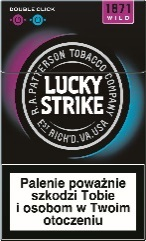 DOUBLE CLICK
1871
WILD
R.A. PATTERSON TOBACCO COMPANY
LUCKY
STRIKE
EST RICH'D. VA. USA
Palenie poważnie
szkodzi Tobie
i osobom w Twoim
otoczeniu